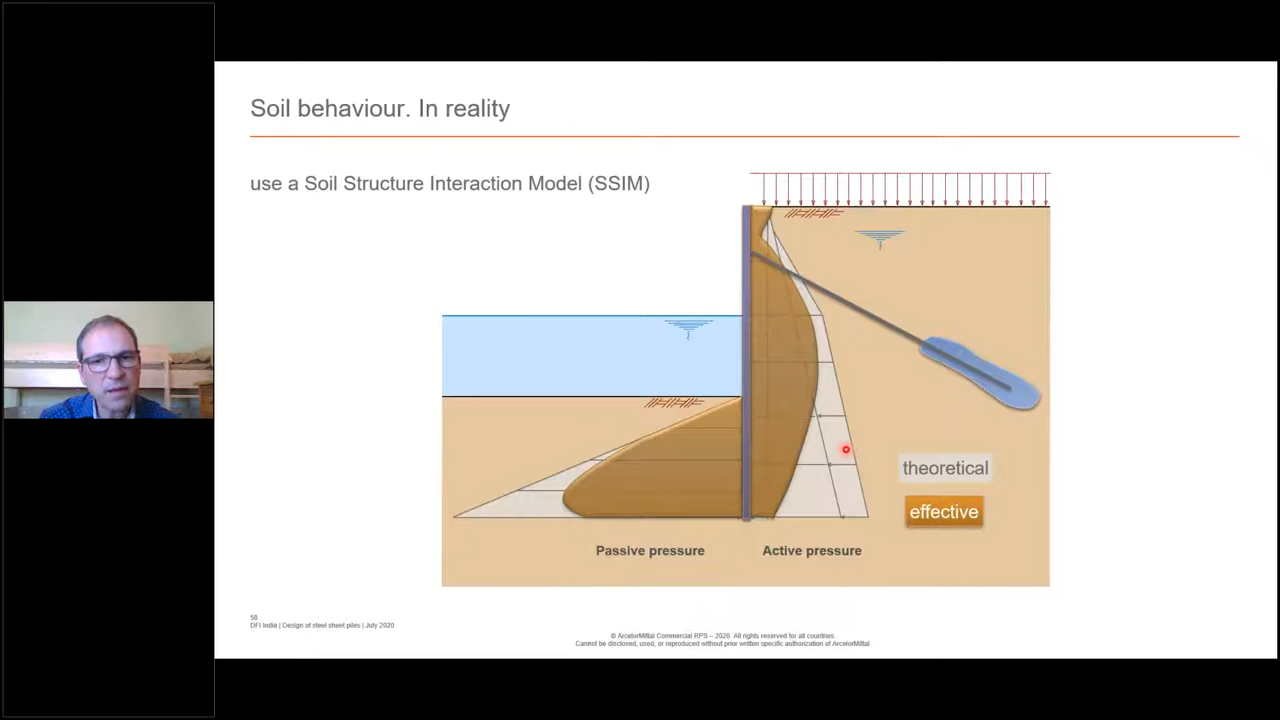 Soil behaviour. In reality
use a Soil Structure Interaction Model (SSIM)
theoretical
effective
Passive pressure
Active pressure
58
DFI India | Design of steel sheet piles | July 2020
© ArcelorMittal Commercial RPS – 2020 All rights reserved for all countries.
Cannot be disclosed, used, or reproduced without prior written specific authorization of ArcelorMittal.